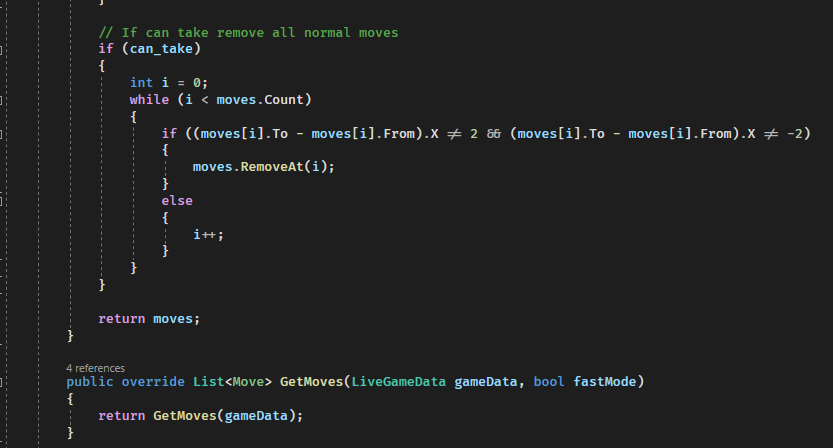 }
// If can take remove all normal moves
if (can_take)
{
int i = 0;
while (i < moves.Count)
{
if ((moves[i].To - moves[i].From).X != 2 && (moves[i].To - moves[i].From).X != -2)
{
moves.RemoveAt(i);
}
else
{
i++;
}
}
}
return moves;
}
4 references
public override List<Move> GetMoves(LiveGameData gameData, bool fastMode)
{
return GetMoves(gameData);
}